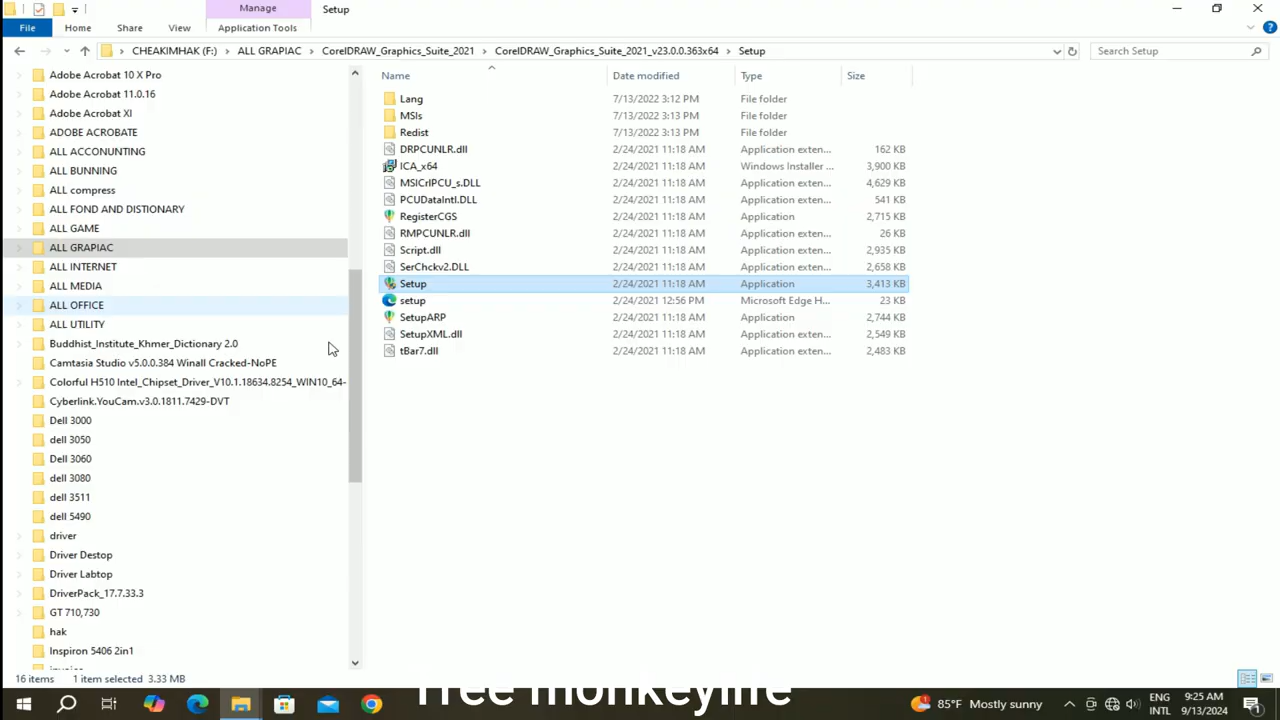 Manage
Setup
File
Home
Share
View
Application Tools
CHEAKIMHAK (F:) > ALL GRAPIAC > CorelDRAW_Graphics_Suite_2021 > CorelDRAW_Graphics_Suite_2021_v23.0.0.363x64 > Setup
Search Setup
Name Date modified Type Size
Adobe Acrobat 10 X Pro
Adobe Acrobat 11.0.16
Adobe Acrobat XI
ADOBE ACROBATE
ALL ACCONUNTING
ALL BUNNING
ALL compress
ALL FOND AND DISTIONARY
ALL GAME
ALL GRAPIAC
ALL INTERNET
ALL MEDIA
ALL OFFICE
ALL UTILITY
Buddhist_Institute_Khmer_Dictionary 2.0
Camtasia Studio v5.0.0.384 Winall Cracked-NoPE
Colorful H510 Intel_Chipset_Driver_V10.1.18634.8254_WIN10_64-
Cyberlink.YouCam.v3.0.1811.7429-DVT
Dell 3000
dell 3050
Dell 3060
dell 3080
dell 3511
dell 5490
driver
Driver Destop
Driver Labtop
DriverPack_17.7.33.3
GT 710,730
hak
Inspiron 5406 2in1
invoice
Lang 7/13/2022 3:12 PM File folder
MSIs 7/13/2022 3:13 PM File folder
Redist 7/13/2022 3:13 PM File folder
DRPCUNLR.dll 2/24/2021 11:18 AM Application exten... 162 KB
ICA_x64 2/24/2021 11:18 AM Windows Installer ... 3,900 KB
MSICrlPCU_s.DLL 2/24/2021 11:18 AM Application exten... 4,629 KB
PCUDataIntl.DLL 2/24/2021 11:18 AM Application exten... 541 KB
RegisterCGS 2/24/2021 11:18 AM Application 2,715 KB
RMPCUNLR.dll 2/24/2021 11:18 AM Application exten... 26 KB
Script.dll 2/24/2021 11:18 AM Application exten... 2,935 KB
SerChckv2.DLL 2/24/2021 11:18 AM Application exten... 2,658 KB
Setup 2/24/2021 11:18 AM Application 3,413 KB
setup 2/24/2021 12:56 PM Microsoft Edge H... 23 KB
SetupARP 2/24/2021 11:18 AM Application 2,744 KB
SetupXML.dll 2/24/2021 11:18 AM Application exten... 2,549 KB
tBar7.dll 2/24/2021 11:18 AM Application exten... 2,483 KB
16 items 1 item selected 3.33 MB
Free monkeylife
85°F Mostly sunny
ENG
INTL
9:25 AM
9/13/2024